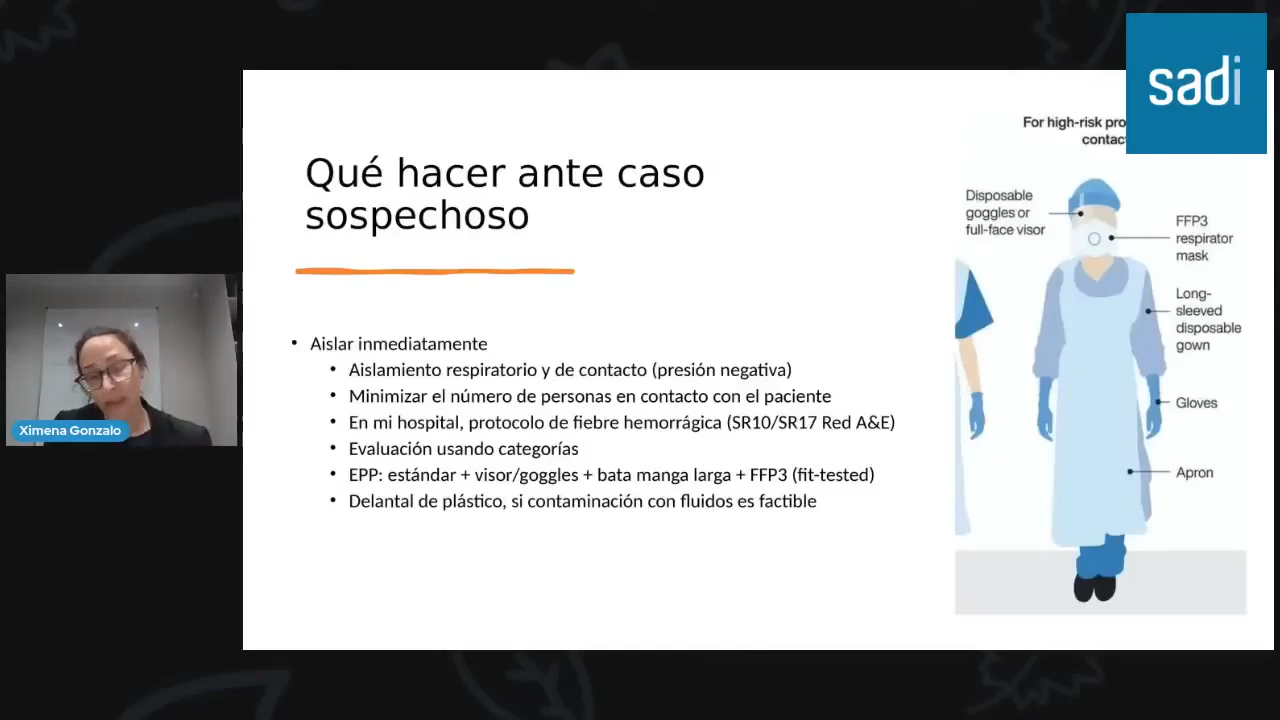 sadi
Qué hacer ante caso
sospechoso
• Aislar inmediatamente
• Aislamiento respiratorio y de contacto (presión negativa)
• Minimizar el número de personas en contacto con el paciente
• En mi hospital, protocolo de fiebre hemorrágica (SR10/SR17 Red A&E)
• Evaluación usando categorías
• EPP: estándar + visor/goggles + bata manga larga + FFP3 (fit-tested)
• Delantal de plástico, si contaminación con fluidos es factible
For high-risk
Disposable
goggles or
full-face visor
FFP3
respirator
mask
Long-
sleeved
disposable
gown
Gloves
Apron
Ximena Gonzalo